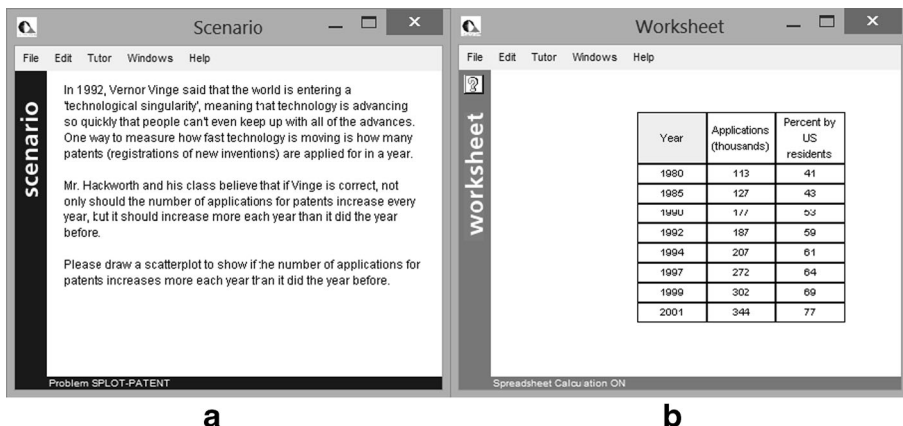 Scenario
File Edit Tutor Windows Help
scenario
In 1992, Vernor Vinge said that the world is entering a
'technological singularity', meaning that technology is advancing
so quickly that people can't even keep up with all of the advances.
One way to measure how fast technology is moving is how many
patents (registrations of new inventions) are applied for in a year.
Mr. Hackworth and his class believe that if Vinge is correct, not
only should the number of applications for patents increase every
year, but it should increase more each year than it did the year
before.
Please draw a scatterplot to show if the number of applications for
patents increases more each year than it did the year before.
Problem SPLOT-PATENT
a
Worksheet
File Edit Tutor Windows Help
worksheet
Year Applications (thousands) Percent by US residents
1980 113 41
1985 127 43
1990 177 53
1992 187 59
1994 207 61
1997 272 64
1999 302 69
2001 344 77
Spreadsheet Calculation ON
b